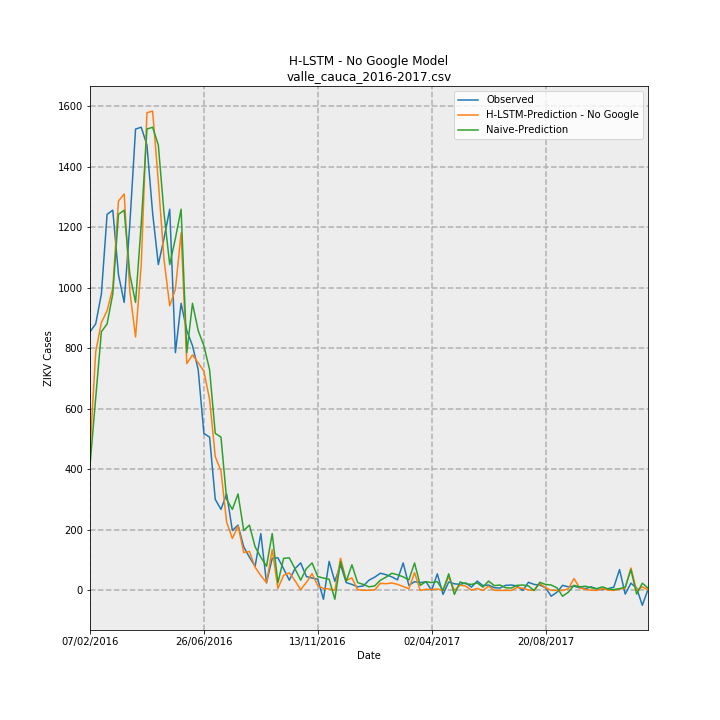 H-LSTM - No Google Model
valle_cauca_2016-2017.csv
Observed
H-LSTM-Prediction - No Google
Naive-Prediction
ZIKV Cases
1600
1400
1200
1000
800
600
400
200
0
07/02/2016
26/06/2016
13/11/2016
02/04/2017
20/08/2017
Date